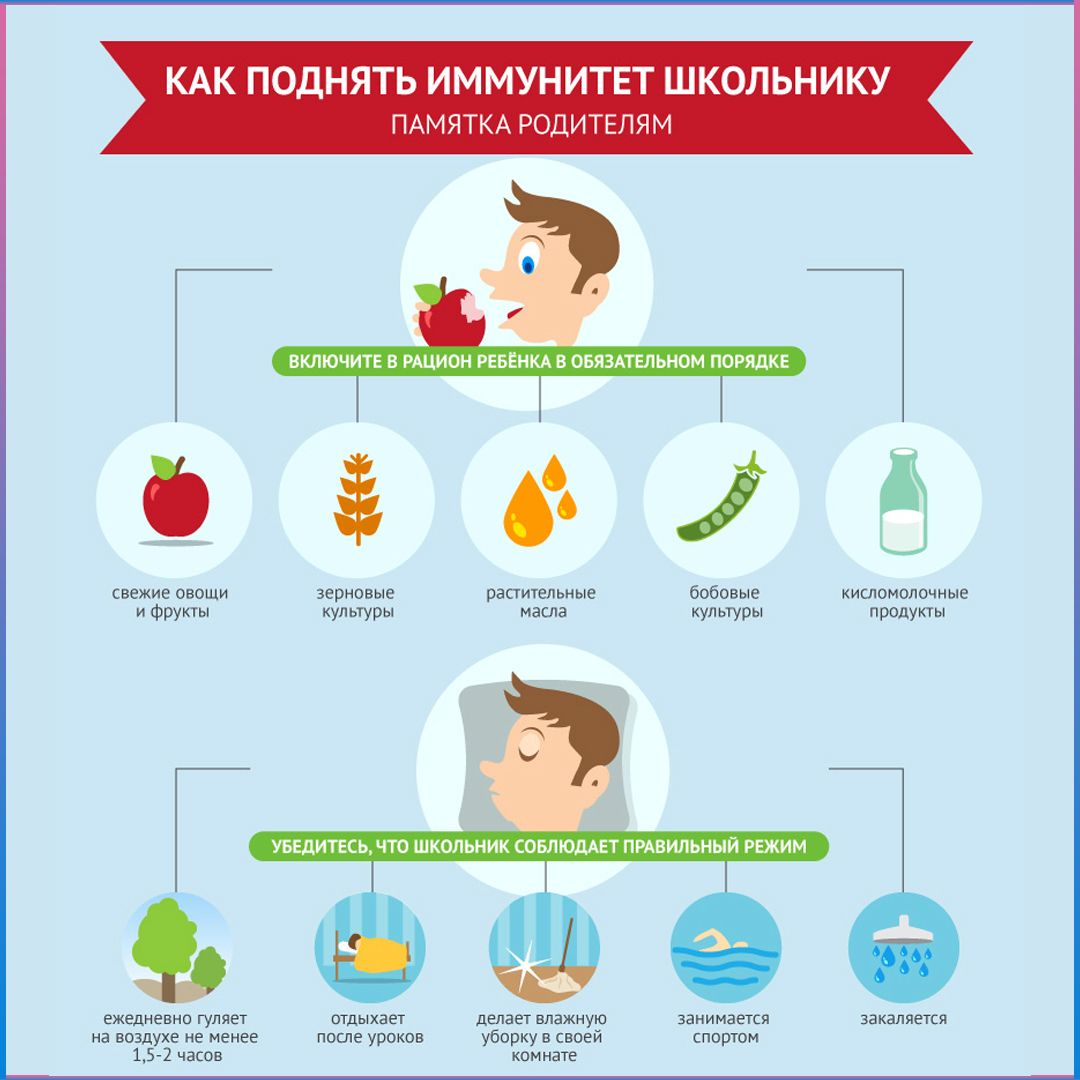 КАК ПОДНЯТЬ ИММУНИТЕТ ШКОЛЬНИКУ
ПАМЯТКА РОДИТЕЛЯМ
ВКЛЮЧИТЕ В РАЦИОН РЕБЁНКА В ОБЯЗАТЕЛЬНОМ ПОРЯДКЕ
свежие овощи
и фрукты
зерновые
культуры
растительные
масла
бобовые
культуры
кисломолочные
продукты
УБЕДИТЕСЬ, ЧТО ШКОЛЬНИК СОБЛЮДАЕТ ПРАВИЛЬНЫЙ РЕЖИМ
ежедневно гуляет
на воздухе не менее
1,5-2 часов
отдыхает
после уроков
делает влажную
уборку в своей
комнате
занимается
спортом
закаляется